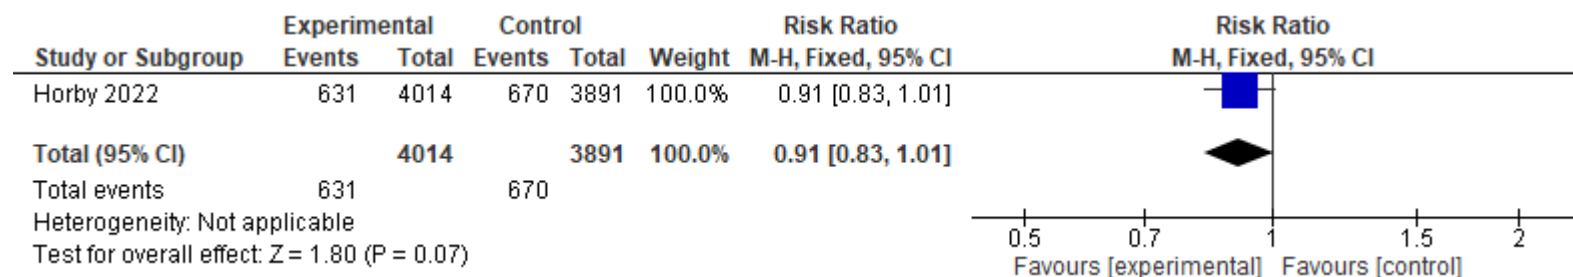 Experimental Control Risk Ratio Risk Ratio
Study or Subgroup Events Total Events Total Weight M-H, Fixed, 95% CI M-H, Fixed, 95% CI
Horby 2022 631 4014 670 3891 100.0% 0.91 [0.83, 1.01]
Total (95% CI) 4014 3891 100.0% 0.91 [0.83, 1.01]
Total events 631 670
Heterogeneity: Not applicable
Test for overall effect: Z = 1.80 (P = 0.07)
0.5 0.7 1 1.5 2
Favours [experimental] Favours [control]